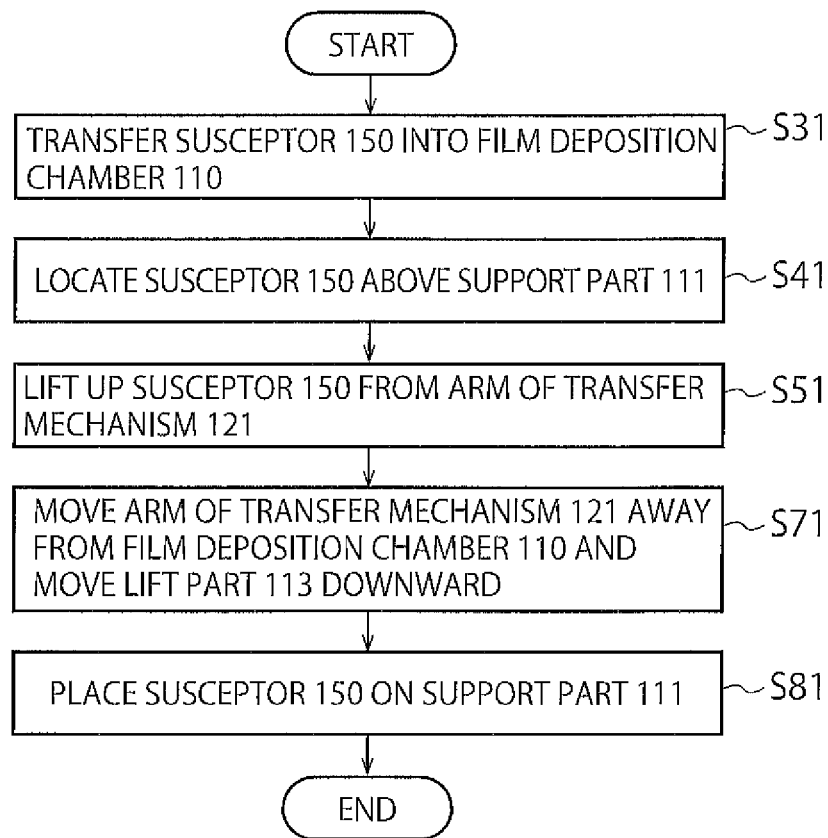 START
TRANSFER SUSCEPTOR 150 INTO FILM DEPOSITION
CHAMBER 110
S31
LOCATE SUSCEPTOR 150 ABOVE SUPPORT PART 111
S41
LIFT UP SUSCEPTOR 150 FROM ARM OF TRANSFER
MECHANISM 121
S51
MOVE ARM OF TRANSFER MECHANISM 121 AWAY
FROM FILM DEPOSITION CHAMBER 110 AND
MOVE LIFT PART 113 DOWNWARD
S71
PLACE SUSCEPTOR 150 ON SUPPORT PART 111
S81
END